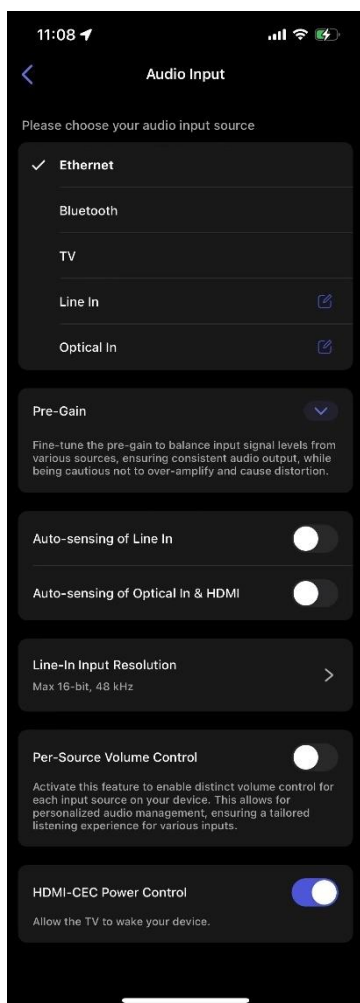 11:08
Audio Input
Please choose your audio input source
Ethernet
Bluetooth
TV
Line In
Optical In
Pre-Gain
Fine-tune the pre-gain to balance input signal levels from
various sources, ensuring consistent audio output, while
being cautious not to over-amplify and cause distortion.
Auto-sensing of Line In
Auto-sensing of Optical In & HDMI
Line-In Input Resolution
Max 16-bit, 48 kHz
Per-Source Volume Control
Activate this feature to enable distinct volume control for
each input source on your device. This allows for
personalized audio management, ensuring a tailored
listening experience for various inputs.
HDMI-CEC Power Control
Allow the TV to wake your device.